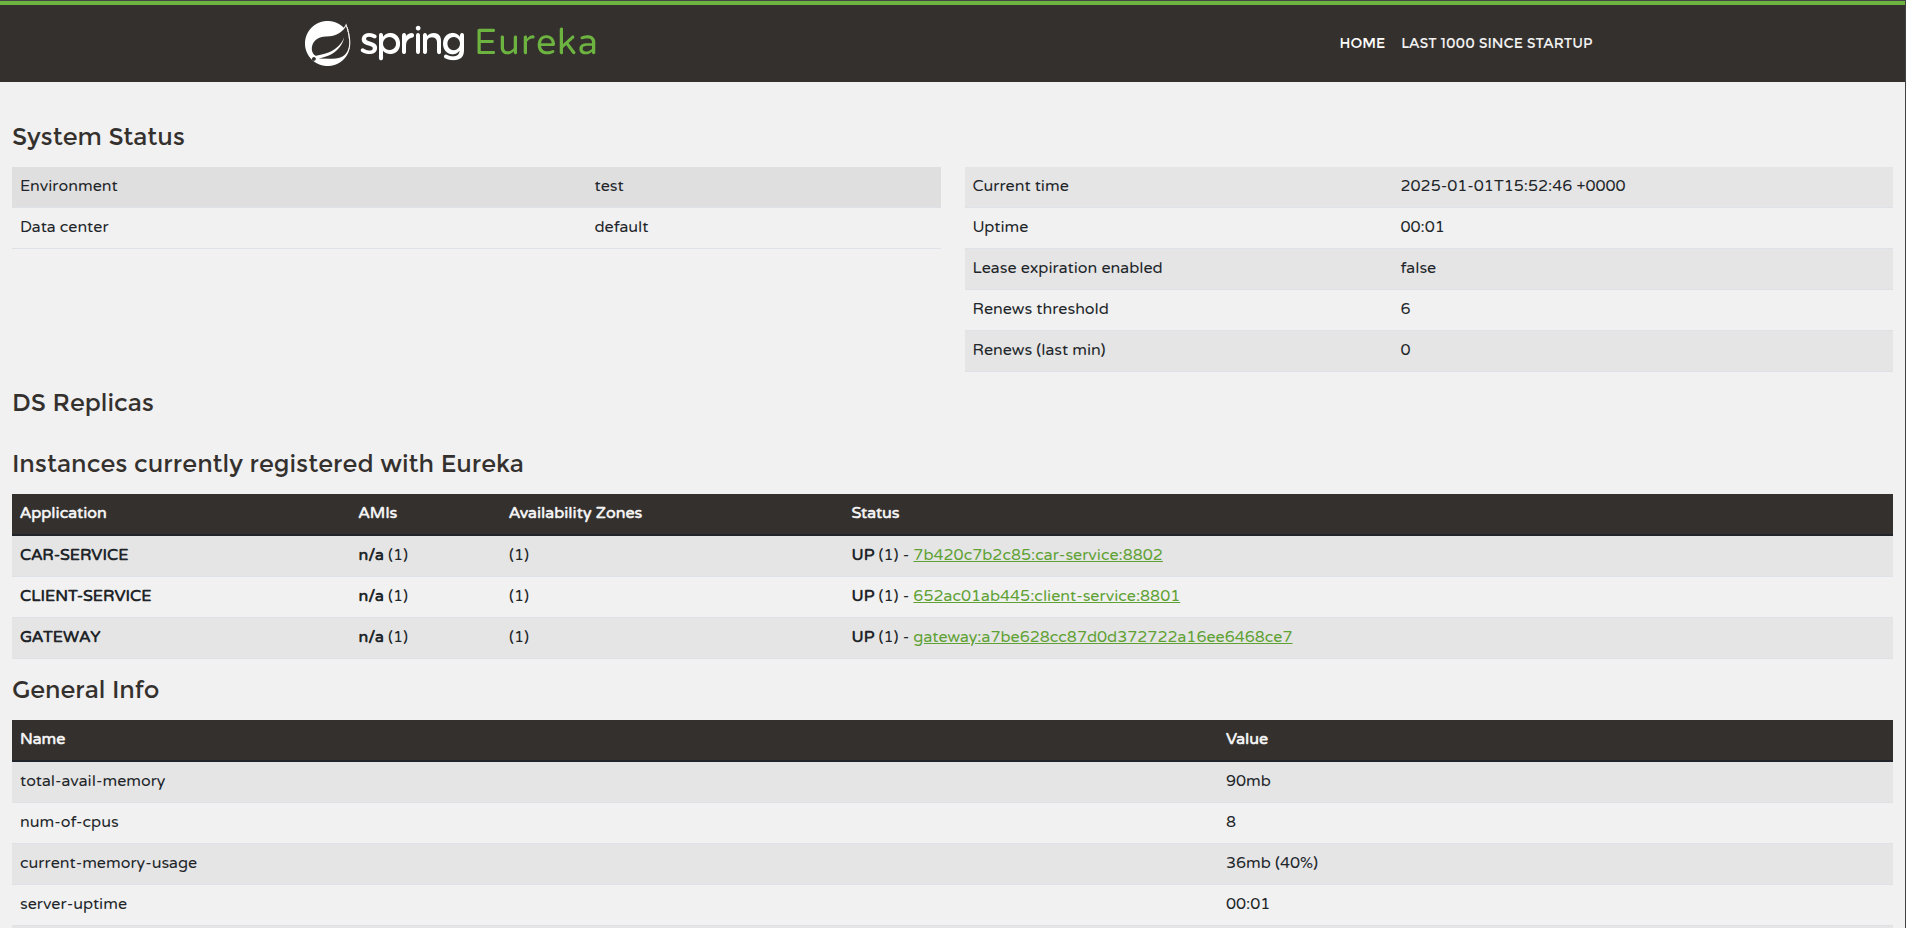 spring Eureka
HOME LAST 1000 SINCE STARTUP
System Status
Environment test
Data center default
Current time 2025-01-01T15:52:46 +0000
Uptime 00:01
Lease expiration enabled false
Renews threshold 6
Renews (last min) 0
DS Replicas
Instances currently registered with Eureka
Application AMIs Availability Zones Status
CAR-SERVICE n/a (1) (1) UP (1) - 7b420c7b2c85:car-service:8802
CLIENT-SERVICE n/a (1) (1) UP (1) - 652ac01ab445:client-service:8801
GATEWAY n/a (1) (1) UP (1) - gateway:a7be628cc87d0d372722a16ee6468ce7
General Info
Name Value
total-avail-memory 90mb
num-of-cpus 8
current-memory-usage 36mb (40%)
server-uptime 00:01